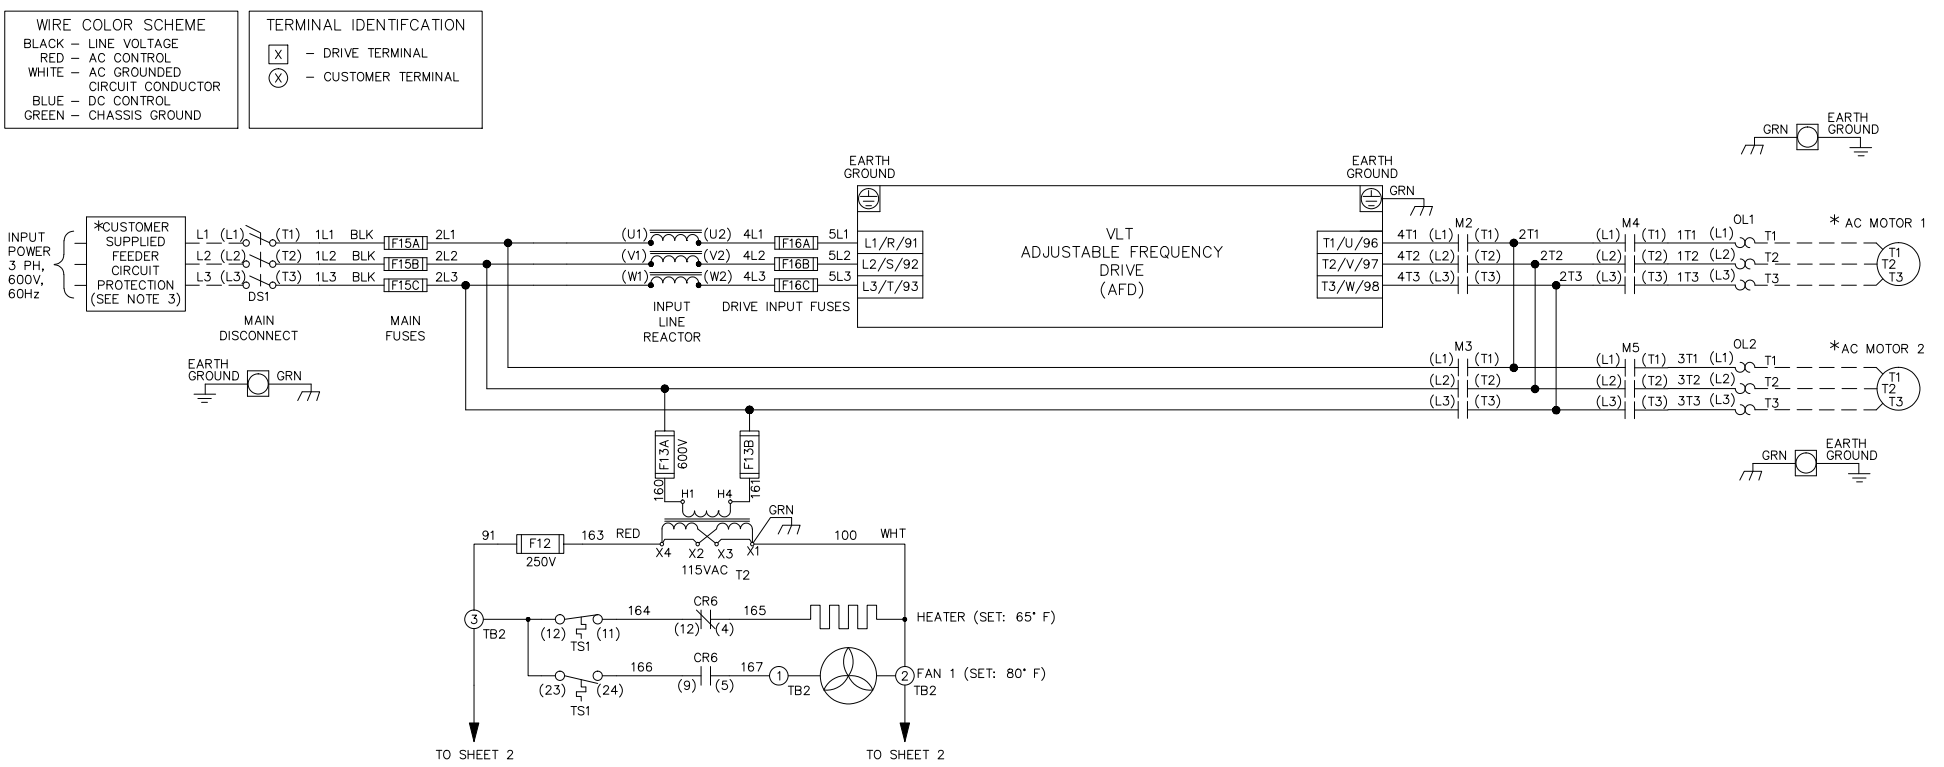 WIRE COLOR SCHEME
BLACK – LINE VOLTAGE
RED – AC CONTROL
WHITE – AC GROUNDED
CIRCUIT CONDUCTOR
BLUE – DC CONTROL
GREEN – CHASSIS GROUND
TERMINAL IDENTIFCATION
X – DRIVE TERMINAL
X – CUSTOMER TERMINAL
GRN EARTH GROUND
EARTH GROUND
EARTH GROUND
GRN
INPUT
POWER
3 PH,
600V,
60Hz
*CUSTOMER
SUPPLIED
FEEDER
CIRCUIT
PROTECTION
(SEE NOTE 3)
L1 (L1) (T1) 1L1 BLK F15A 2L1 (U1) (U2) 4L1 F16A 5L1 L1/R/91
L2 (L2) (T2) 1L2 BLK F15B 2L2 (V1) (V2) 4L2 F16B 5L2 L2/S/92
L3 (L3) (T3) 1L3 BLK F15C 2L3 (W1) (W2) 4L3 F16C 5L3 L3/T/93
DS1
MAIN
DISCONNECT
MAIN
FUSES
INPUT
LINE
REACTOR
DRIVE INPUT FUSES
VLT
ADJUSTABLE FREQUENCY
DRIVE
(AFD)
M2 M4 OL1 * AC MOTOR 1
T1/U/96 4T1 (L1) (T1) 2T1 (L1) (T1) 1T1 (L1) T1 T1
T2/V/97 4T2 (L2) (T2) 2T2 (L2) (T2) 1T2 (L2) T2 T2
T3/W/98 4T3 (L3) (T3) 2T3 (L3) (T3) 1T3 (L3) T3 T3
M3 M5 OL2 *AC MOTOR 2
(L1) (T1) (L1) (T1) 3T1 (L1) T1 T1
(L2) (T2) (L2) (T2) 3T2 (L2) T2 T2
(L3) (T3) (L3) (T3) 3T3 (L3) T3 T3
EARTH
GROUND GRN
GRN EARTH GROUND
F13A
600V
F13B
160
161
H1 H4
GRN
91 F12 163 RED
250V
X4 X2 X3 X1
100 WHT
115VAC T2
3
TB2
(12) (11)
TS1
164
CR6
(12) (4)
165
HEATER (SET: 65° F)
(23) (24)
TS1
166
CR6
(9) (5)
167
1
TB2
2
TB2
FAN 1 (SET: 80° F)
TO SHEET 2
TO SHEET 2